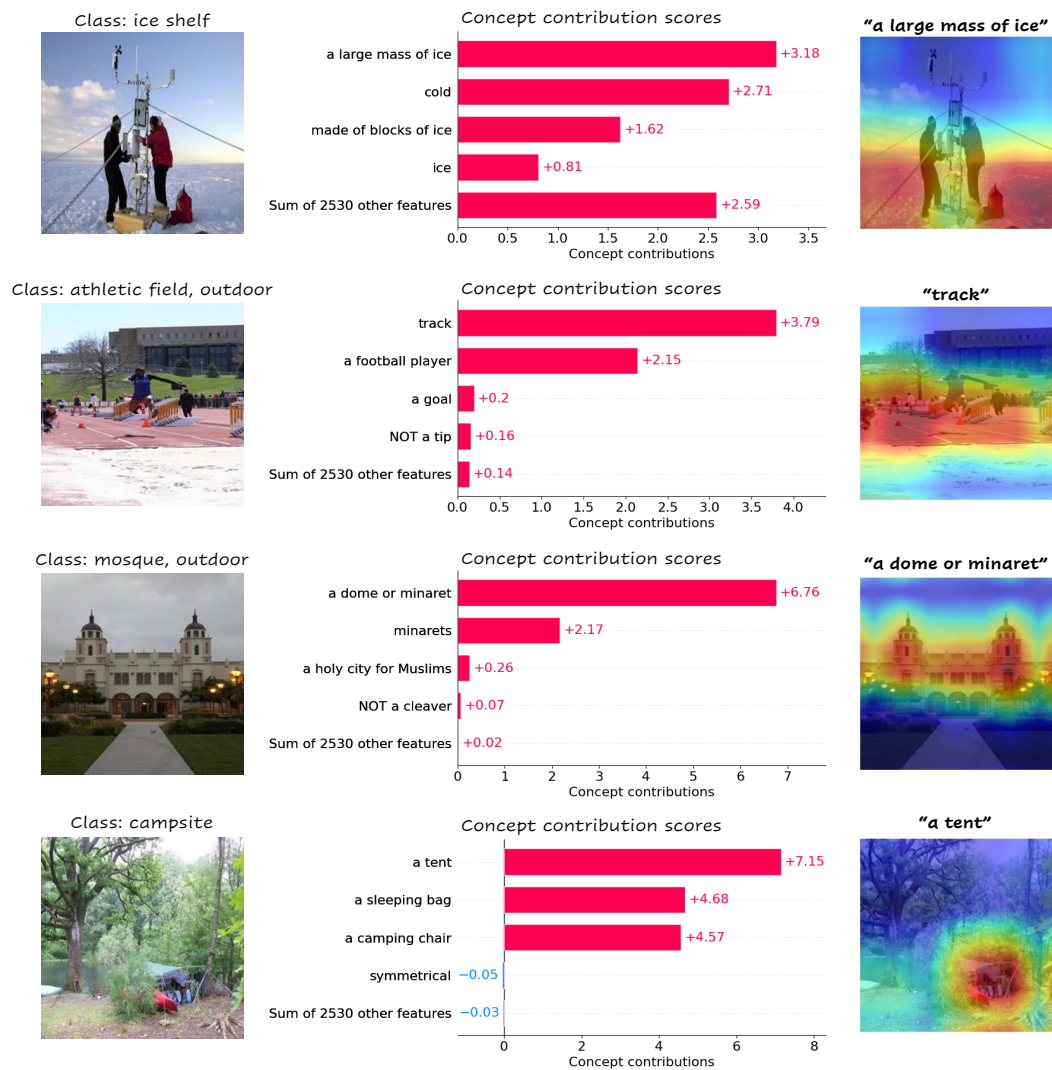 Class: ice shelf
Concept contribution scores
"a large mass of ice"
a large mass of ice
+3.18
cold
+2.71
made of blocks of ice
+1.62
ice
+0.81
Sum of 2530 other features
+2.59
0.0 0.5 1.0 1.5 2.0 2.5 3.0 3.5
Concept contributions
Class: athletic field, outdoor
Concept contribution scores
"track"
track
+3.79
a football player
+2.15
a goal
+0.2
NOT a tip
+0.16
Sum of 2530 other features
+0.14
0.0 0.5 1.0 1.5 2.0 2.5 3.0 3.5 4.0
Concept contributions
Class: mosque, outdoor
Concept contribution scores
"a dome or minaret"
a dome or minaret
+6.76
minarets
+2.17
a holy city for Muslims
+0.26
NOT a cleaver
+0.07
Sum of 2530 other features
+0.02
0 1 2 3 4 5 6 7
Concept contributions
Class: campsite
Concept contribution scores
"a tent"
a tent
+7.15
a sleeping bag
+4.68
a camping chair
+4.57
symmetrical
−0.05
Sum of 2530 other features
−0.03
0 2 4 6 8
Concept contributions